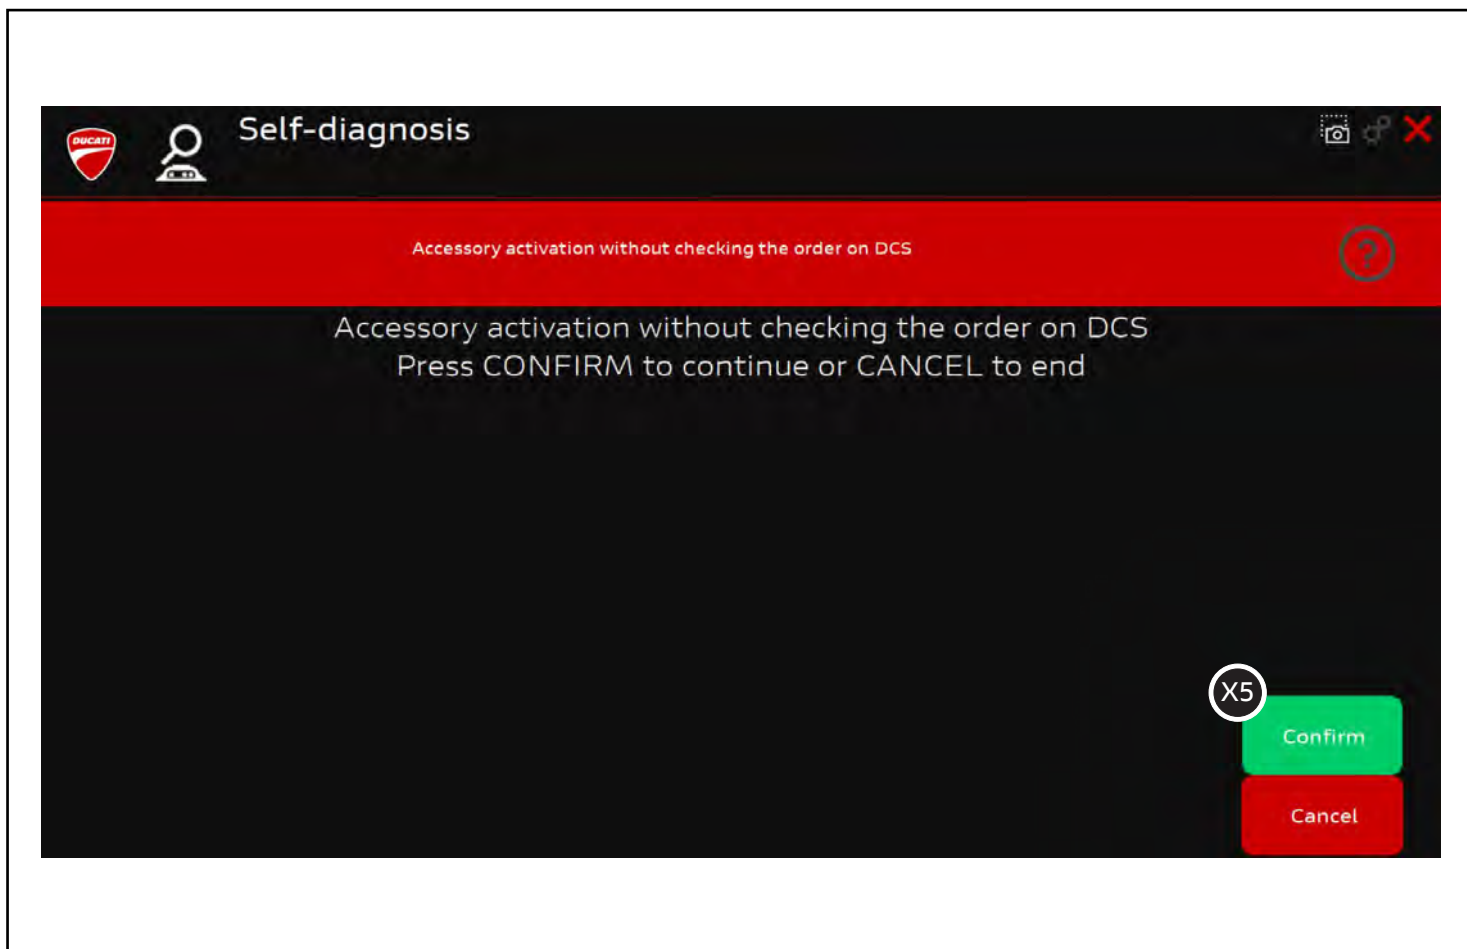 DUCATI
Self-diagnosis
Accessory activation without checking the order on DCS
?
Accessory activation without checking the order on DCS
Press CONFIRM to continue or CANCEL to end
X5
Confirm
Cancel